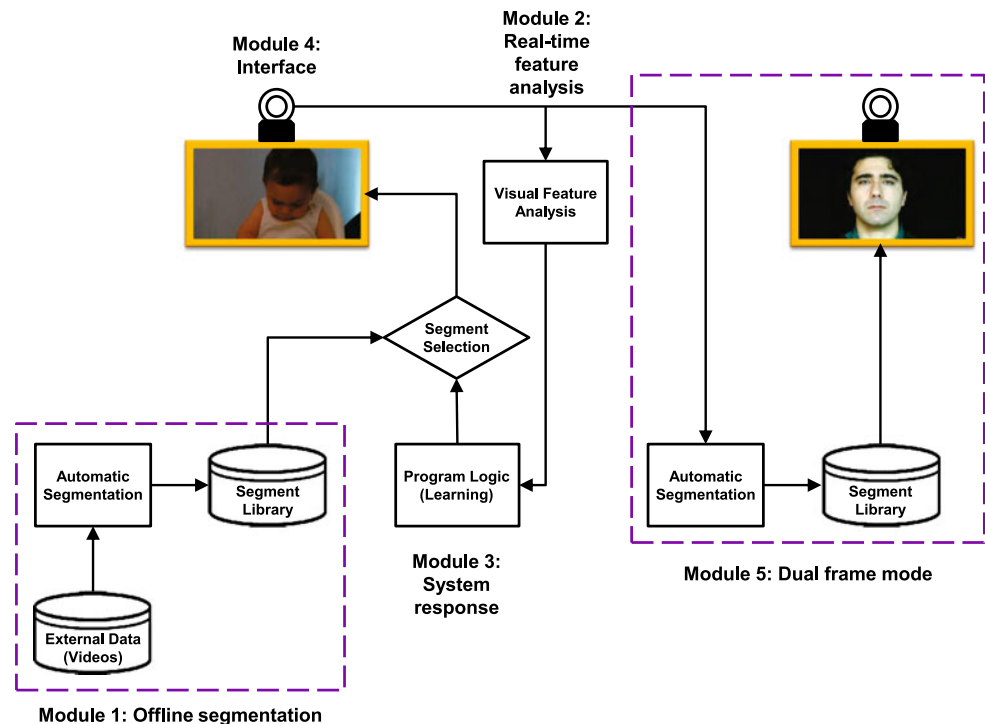 Module 4:
Interface
Module 2:
Real-time
feature
analysis
Visual Feature
Analysis
Segment
Selection
Automatic
Segmentation
Segment
Library
Program Logic
(Learning)
Automatic
Segmentation
Segment
Library
Module 3:
System
response
Module 5: Dual frame mode
External Data
(Videos)
Module 1: Offline segmentation